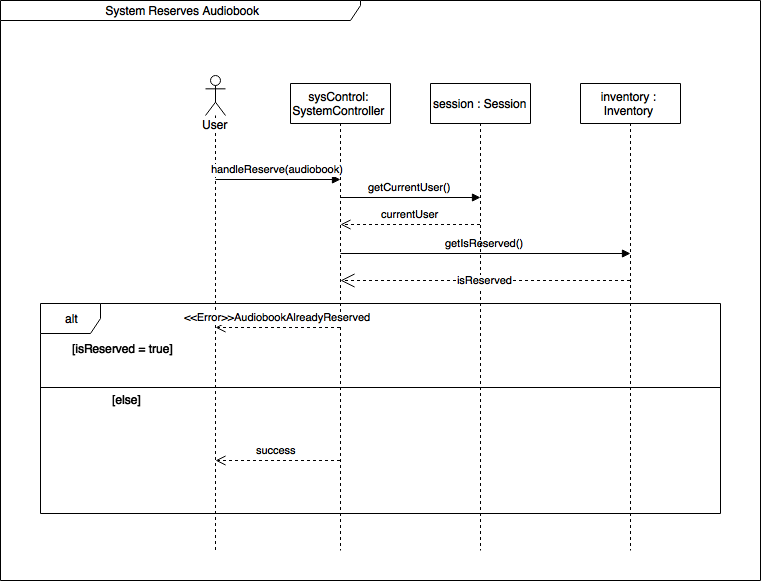 System Reserves Audiobook
User
sysControl:
SystemController
session : Session
inventory :
Inventory
handleReserve(audiobook)
getCurrentUser()
currentUser
getIsReserved()
isReserved
alt
<<Error>>AudiobookAlreadyReserved
[isReserved = true]
[else]
success